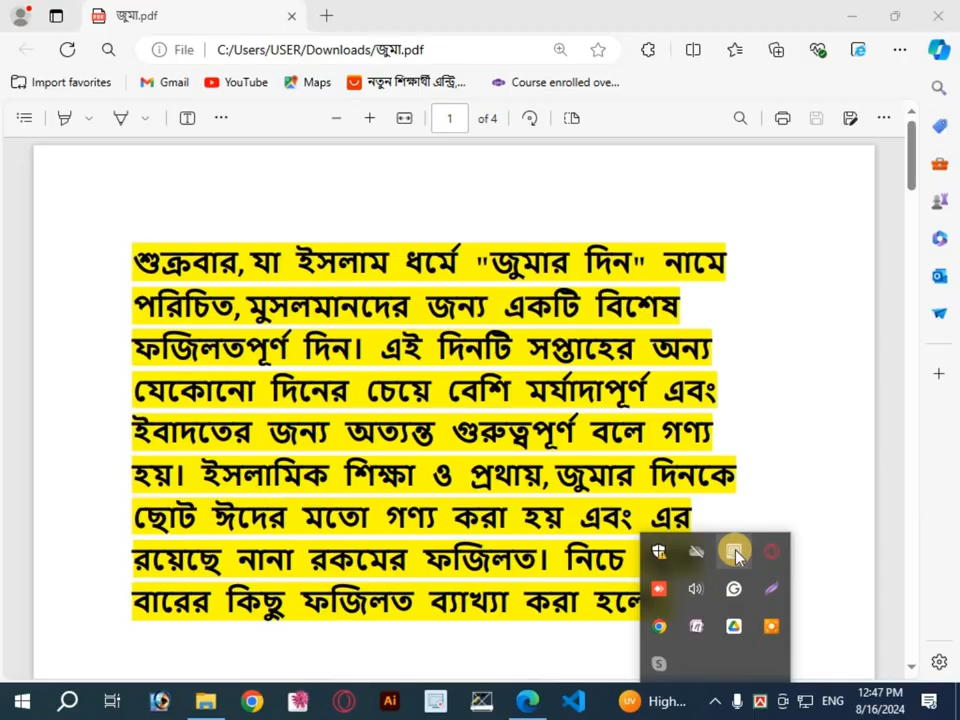 জুমা.pdf
File
C:/Users/USER/Downloads/জুমা.pdf
Import favorites
Gmail
YouTube
Maps
নতুন শিক্ষার্থী এন্ট্রি,...
Course enrolled ove...
1 of 4
শুক্রবার, যা ইসলাম ধর্মে "জুমার দিন" নামে
পরিচিত, মুসলমানদের জন্য একটি বিশেষ
ফজিলতপূর্ণ দিন। এই দিনটি সপ্তাহের অন্য
যেকোনো দিনের চেয়ে বেশি মর্যাদাপূর্ণ এবং
ইবাদতের জন্য অত্যন্ত গুরুত্বপূর্ণ বলে গণ্য
হয়। ইসলামিক শিক্ষা ও প্রথায়, জুমার দিনকে
ছোট ঈদের মতো গণ্য করা হয় এবং এর
রয়েছে নানা রকমের ফজিলত। নিচে
বারের কিছু ফজিলত ব্যাখ্যা করা হলো
Ai
UV
High...
ENG
12:47 PM
8/16/2024